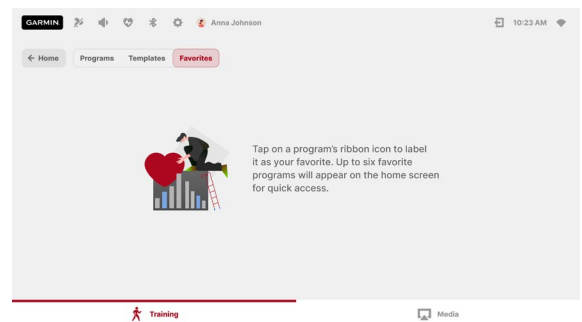 GARMIN. Anna Johnson 10:23 AM
Home Programs Templates Favorites
Tap on a program's ribbon icon to label
it as your favorite. Up to six favorite
programs will appear on the home screen
for quick access.
Training Media